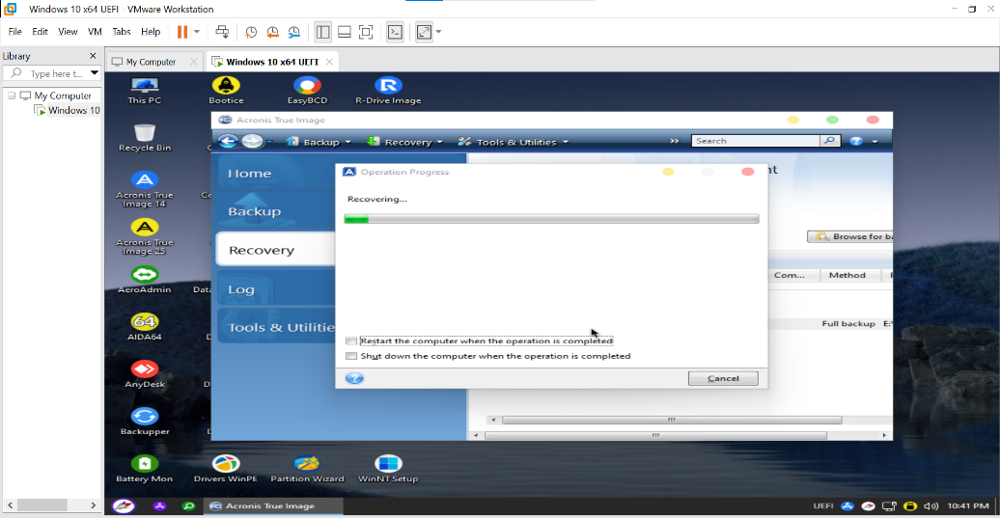 Windows 10 x64 UEFI - VMware Workstation
File Edit View VM Tabs Help
Library
Type here t...
My Computer
Windows 10
My Computer
Windows 10 x64 UEFI
This PC
Bootice
EasyBCD
R-Drive Image
Recycle Bin
Acronis True
Image 14
Acronis True
Image 25
AeroAdmin
AIDA64
64
AnyDesk
Backupper
Battery Mon
Drivers WinPE
Partition Wizard
WinNT Setup
Acronis True Image
Backup
Recovery
Tools & Utilities
Search
Home
Backup
Recovery
Log
Tools & Utilitie
nt
Browse for ba
Com...
Method
Full backup
E:\
Operation Progress
Recovering...
Restart the computer when the operation is completed
Shut down the computer when the operation is completed
Cancel
Acronis True Image
UEFI
10:41 PM